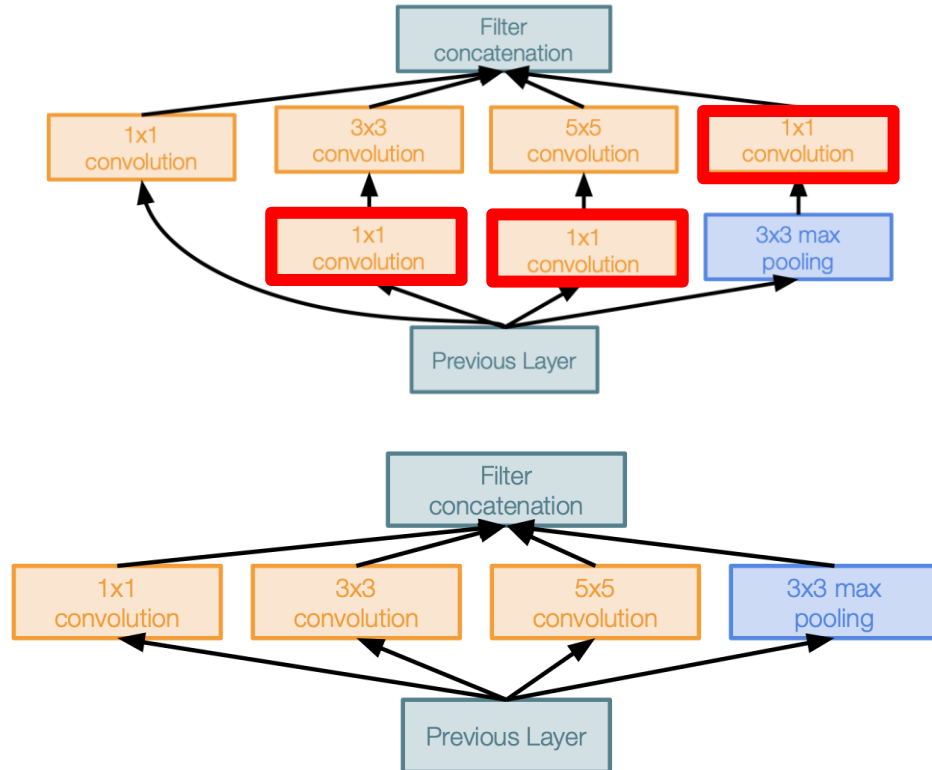 Filter
concatenation
1x1
convolution
3x3
convolution
5x5
convolution
1x1
convolution
1x1
convolution
1x1
convolution
3x3 max
pooling
Previous Layer
Filter
concatenation
1x1
convolution
3x3
convolution
5x5
convolution
3x3 max
pooling
Previous Layer